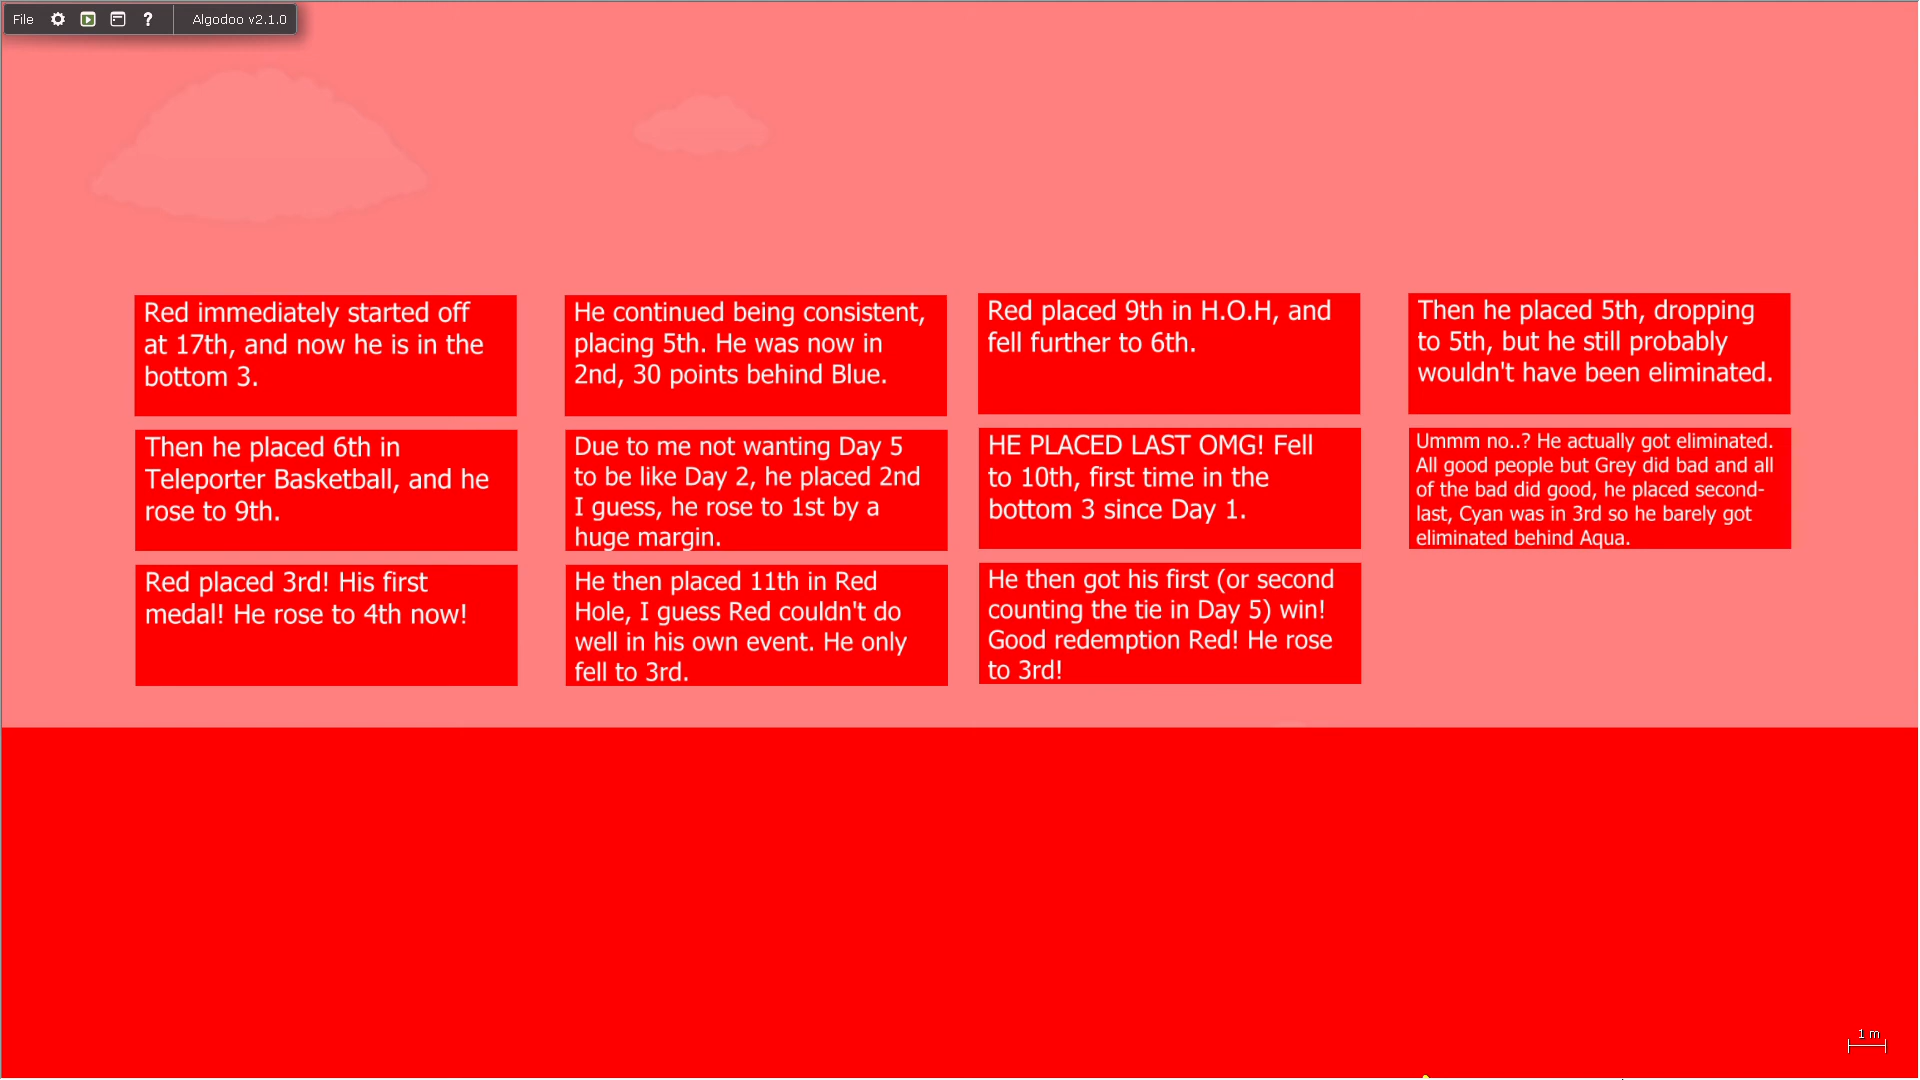 File ? Algodoo v2.1.0
Red immediately started off
at 17th, and now he is in the
bottom 3.
Then he placed 6th in
Teleporter Basketball, and he
rose to 9th.
Red placed 3rd! His first
medal! He rose to 4th now!
He continued being consistent,
placing 5th. He was now in
2nd, 30 points behind Blue.
Due to me not wanting Day 5
to be like Day 2, he placed 2nd
I guess, he rose to 1st by a
huge margin.
He then placed 11th in Red
Hole, I guess Red couldn't do
well in his own event. He only
fell to 3rd.
Red placed 9th in H.O.H, and
fell further to 6th.
HE PLACED LAST OMG! Fell
to 10th, first time in the
bottom 3 since Day 1.
He then got his first (or second
counting the tie in Day 5) win!
Good redemption Red! He rose
to 3rd!
Then he placed 5th, dropping
to 5th, but he still probably
wouldn't have been eliminated.
Ummm no..? He actually got eliminated.
All good people but Grey did bad and all
of the bad did good, he placed second-
last, Cyan was in 3rd so he barely got
eliminated behind Aqua.
1 m